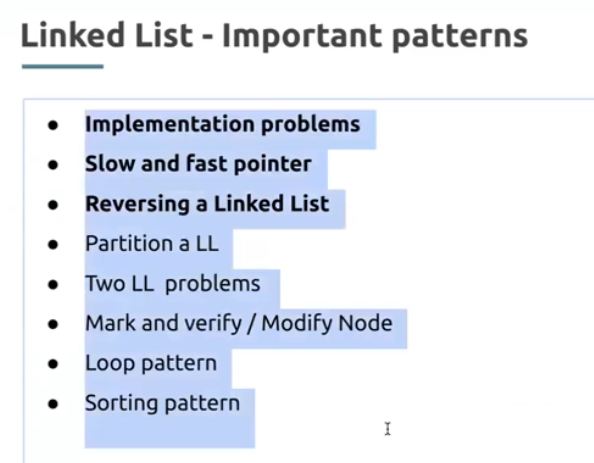 Linked List - Important patterns
● Implementation problems
● Slow and fast pointer
● Reversing a Linked List
● Partition a LL
● Two LL  problems
● Mark and verify / Modify Node
● Loop pattern
● Sorting pattern